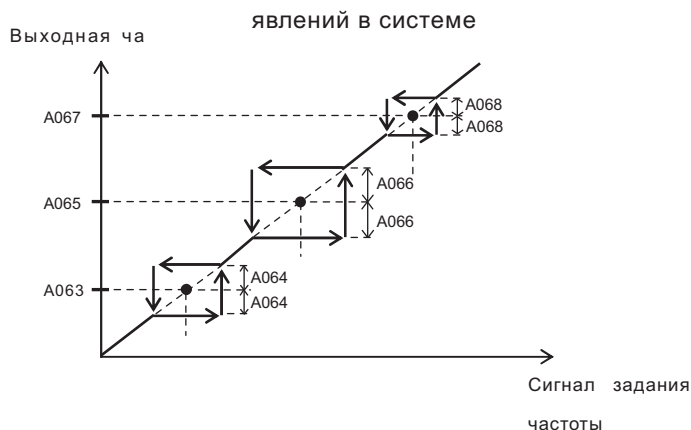 явлений в системе
Выходная ча
A068
A067
A068
A066
A065
A066
A064
A063
A064
Сигнал задания
частоты